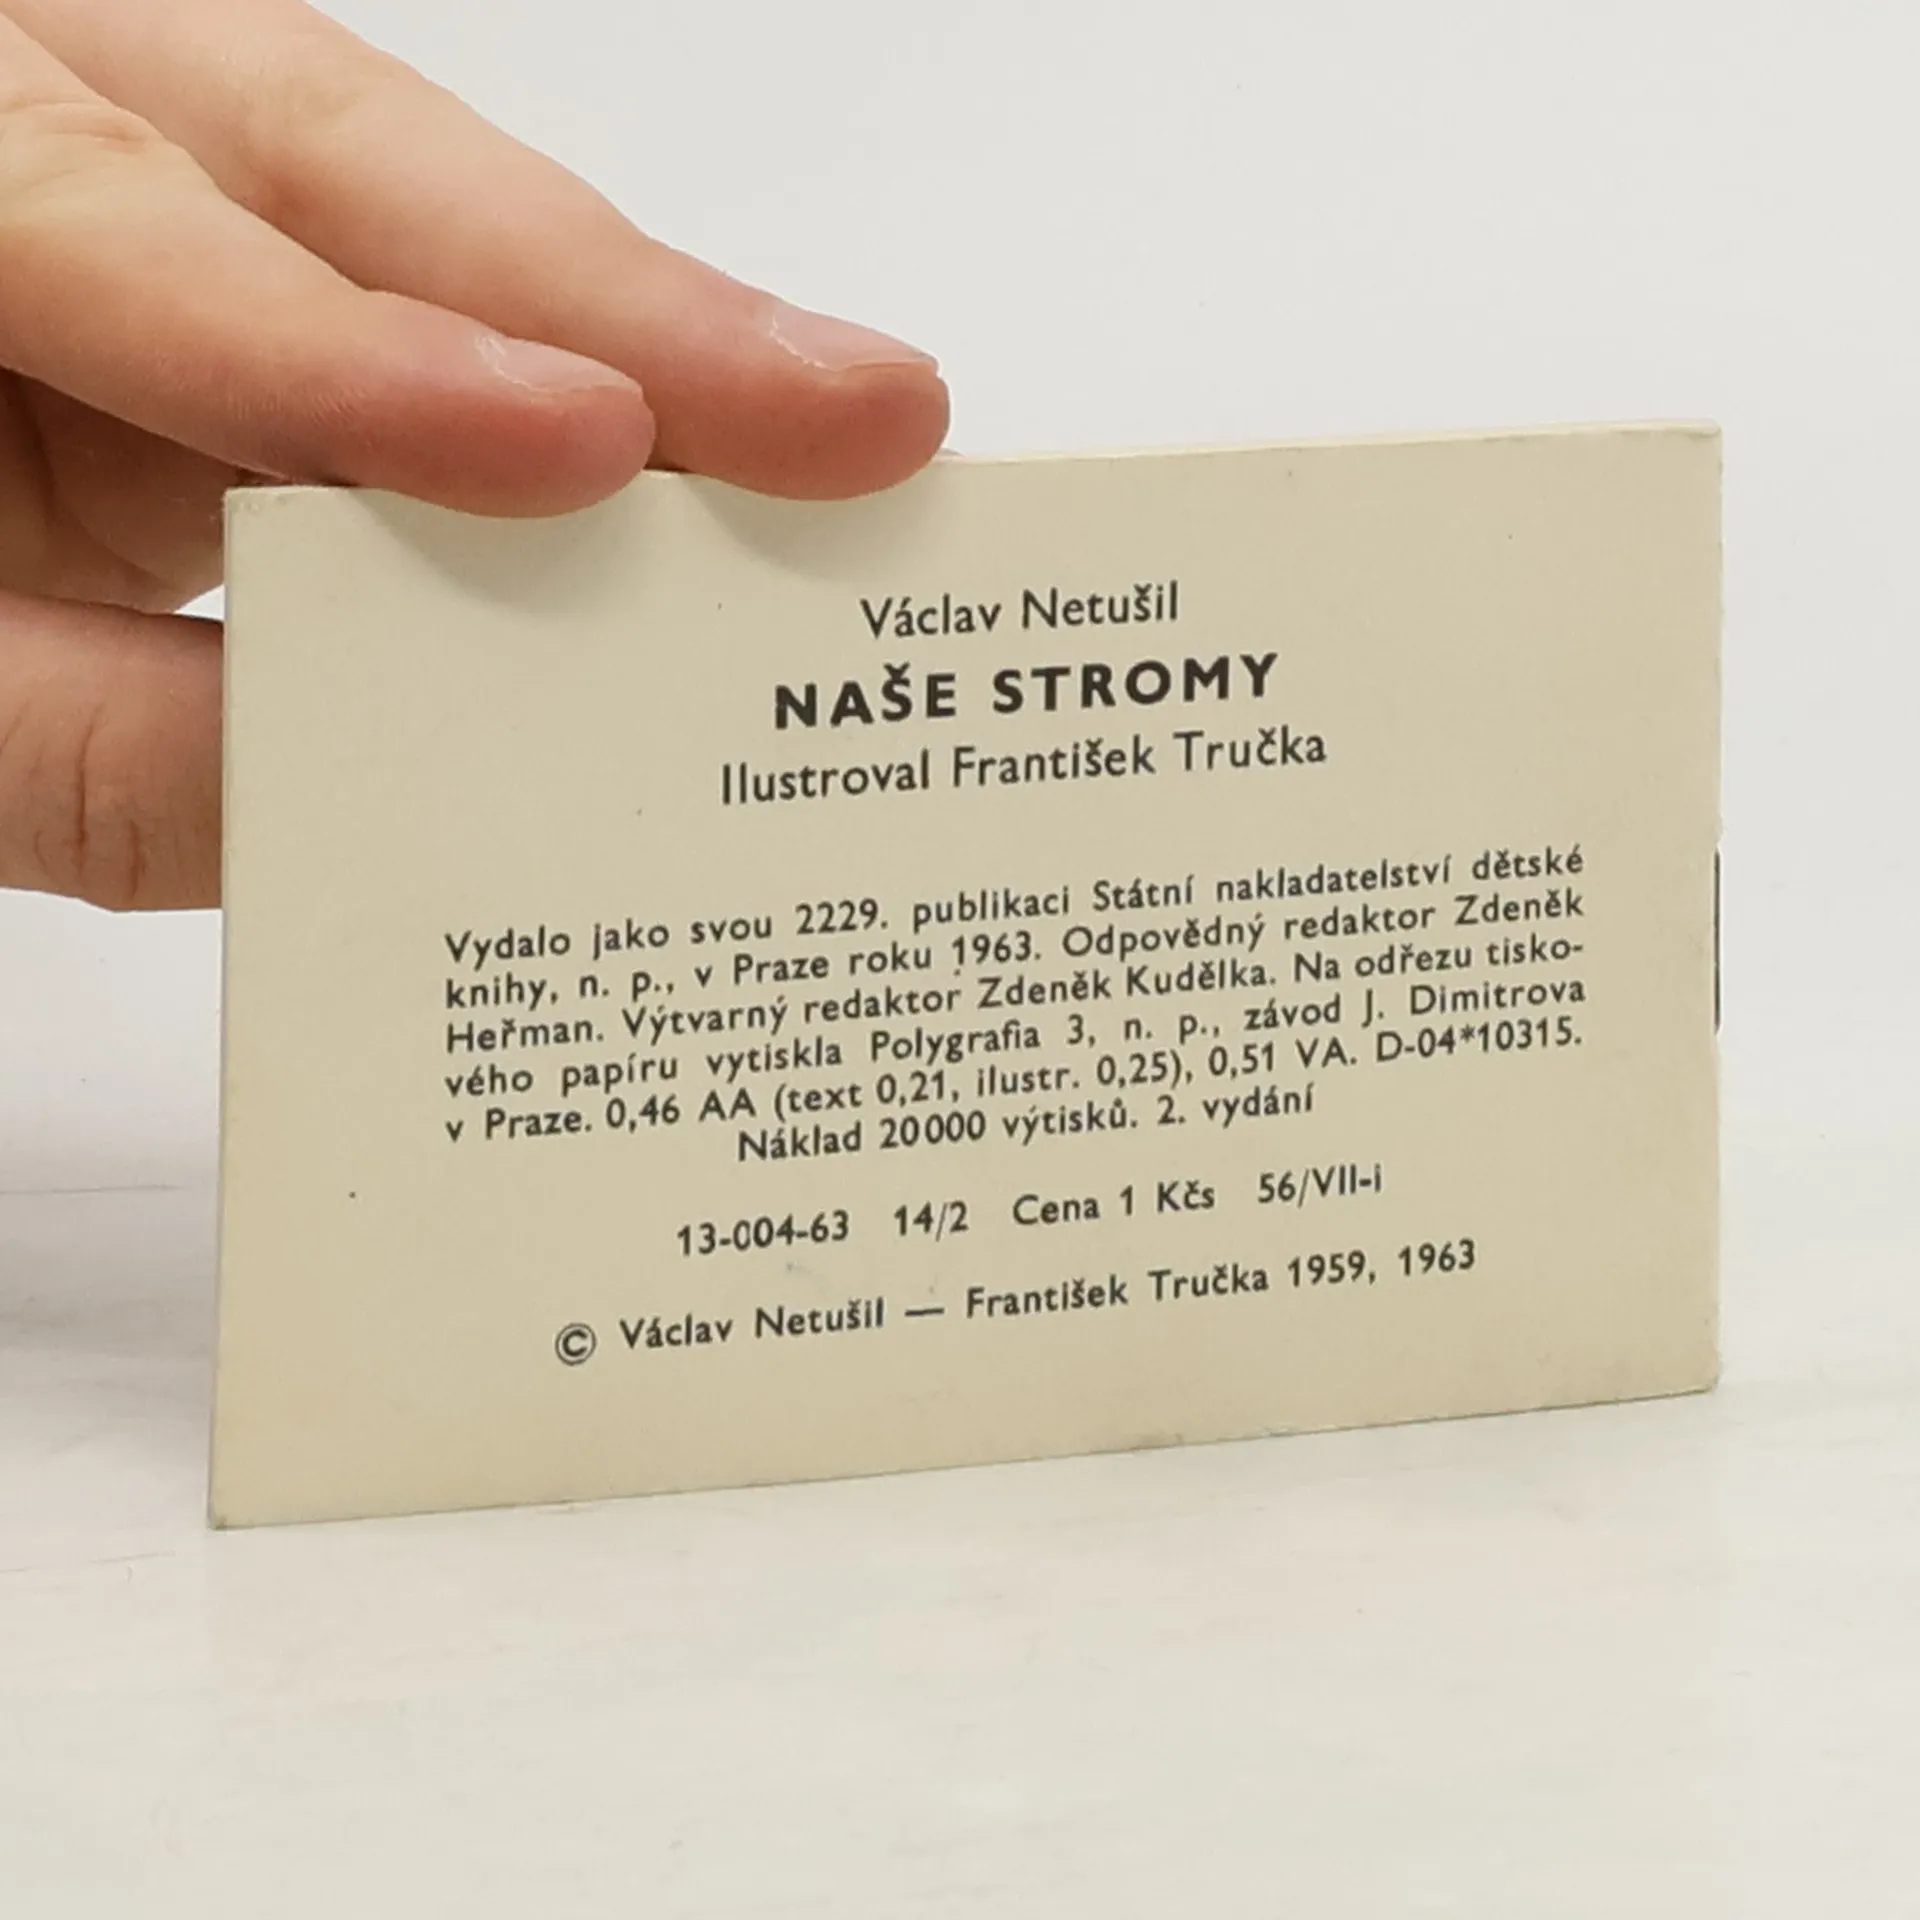 Václav Netušil
NAŠE STROMY
Ilustroval František Tručka
Vydalo jako svou 2229. publikaci Státní nakladatelství dětské
knihy, n. p., v Praze roku 1963. Odpovědný redaktor Zdeněk
Heřman. Výtvarný redaktor Zdeněk Kudělka. Na odřezu tisko-
vého papíru vytiskla Polygrafia 3, n. p., závod J. Dimitrova
v Praze. 0,46 AA (text 0,21, ilustr. 0,25), 0,51 VA. D-04*10315.
Náklad 20000 výtisků. 2. vydání
13-004-63 14/2 Cena 1 Kčs 56/VII-i
© Václav Netušil — František Tručka 1959, 1963